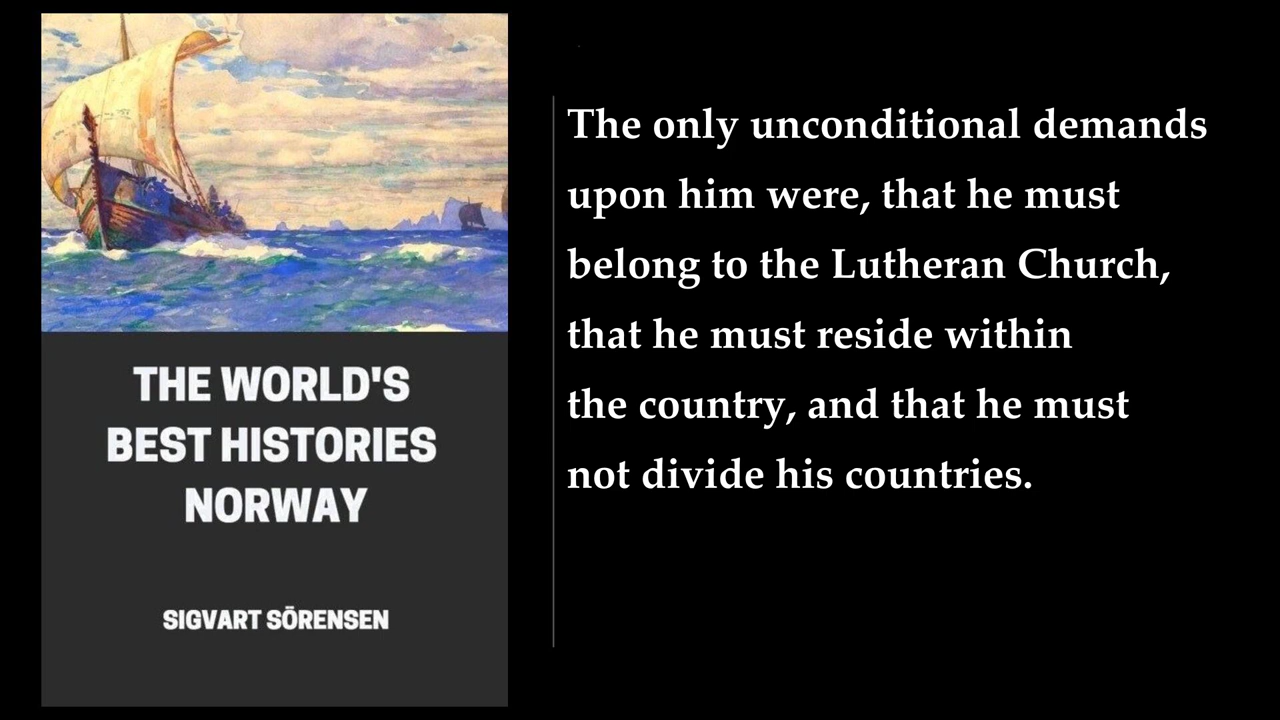 THE WORLD'S
BEST HISTORIES
NORWAY
SIGVART SÖRENSEN
The only unconditional demands
upon him were, that he must
belong to the Lutheran Church,
that he must reside within
the country, and that he must
not divide his countries.